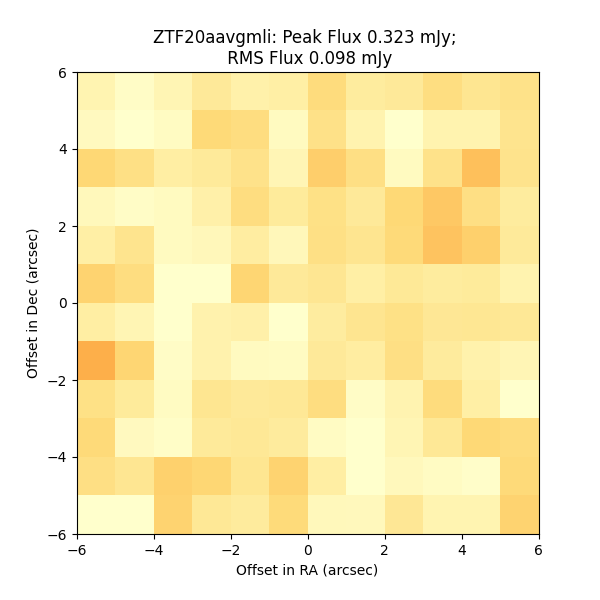 ZTF20aavgmli: Peak Flux 0.323 mJy;
RMS Flux 0.098 mJy
6
4
2
0
−2
−4
−6
Offset in Dec (arcsec)
−6 −4 −2 0 2 4 6
Offset in RA (arcsec)